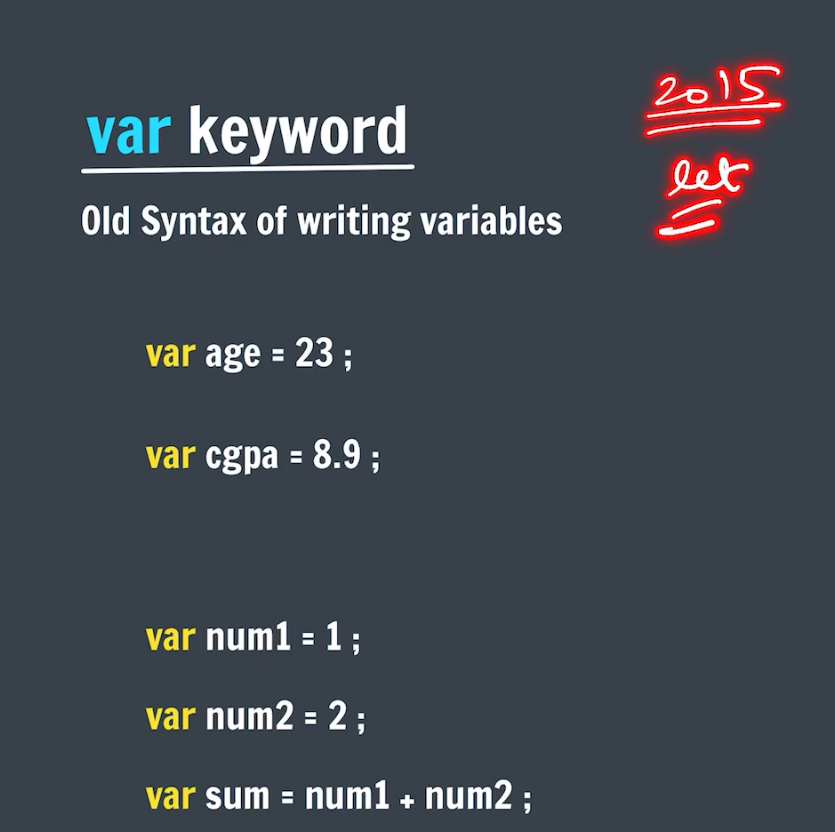 var keyword
2015
let
Old Syntax of writing variables
var age = 23 ;
var cgpa = 8.9 ;
var num1 = 1 ;
var num2 = 2 ;
var sum = num1 + num2 ;